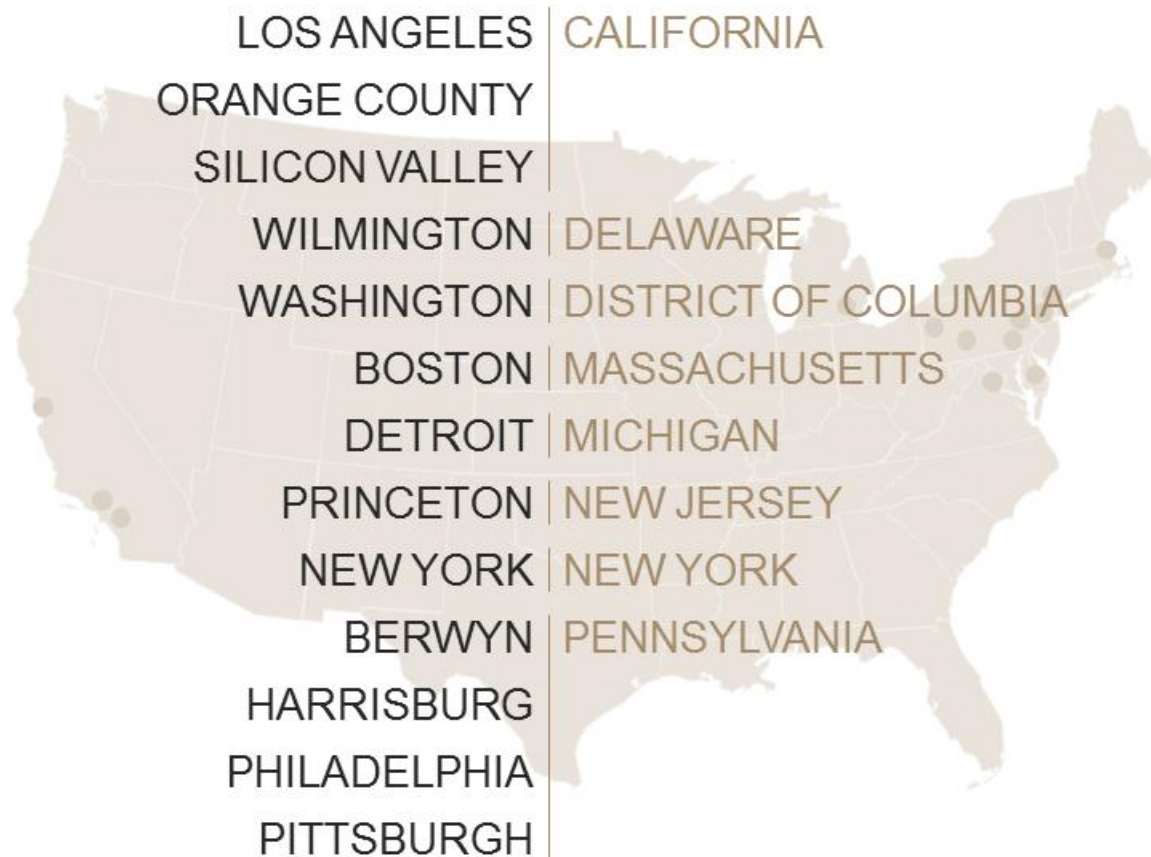 LOS ANGELES CALIFORNIA
ORANGE COUNTY
SILICON VALLEY
WILMINGTON DELAWARE
WASHINGTON DISTRICT OF COLUMBIA
BOSTON MASSACHUSETTS
DETROIT MICHIGAN
PRINCETON NEW JERSEY
NEW YORK NEW YORK
BERWYN PENNSYLVANIA
HARRISBURG
PHILADELPHIA
PITTSBURGH